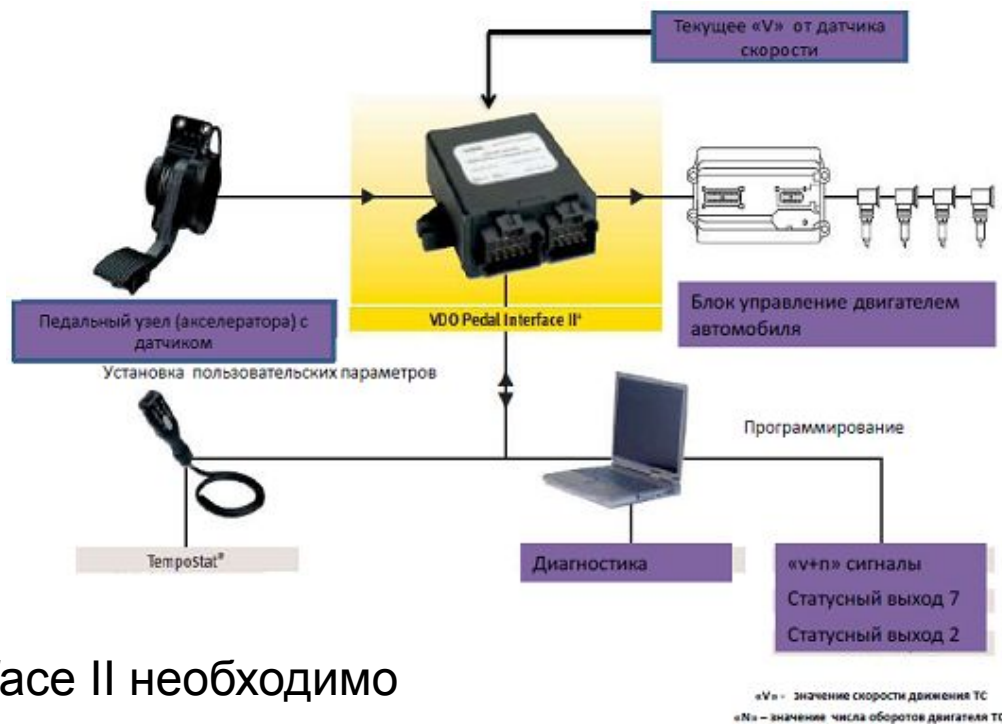 Текущее «V» от датчика
скорости
VDO Pedal Interface II⁺
Педальный узел (акселератора) с
датчиком
Блок управление двигателем
автомобиля
Установка пользовательских параметров
Программирование
Tempostat®
Диагностика
«v+n» сигналы
Статусный выход 7
Статусный выход 2
face II необходимо
«V» - значение скорости движения ТС
«N» – значение числа оборотов двигателя ТС